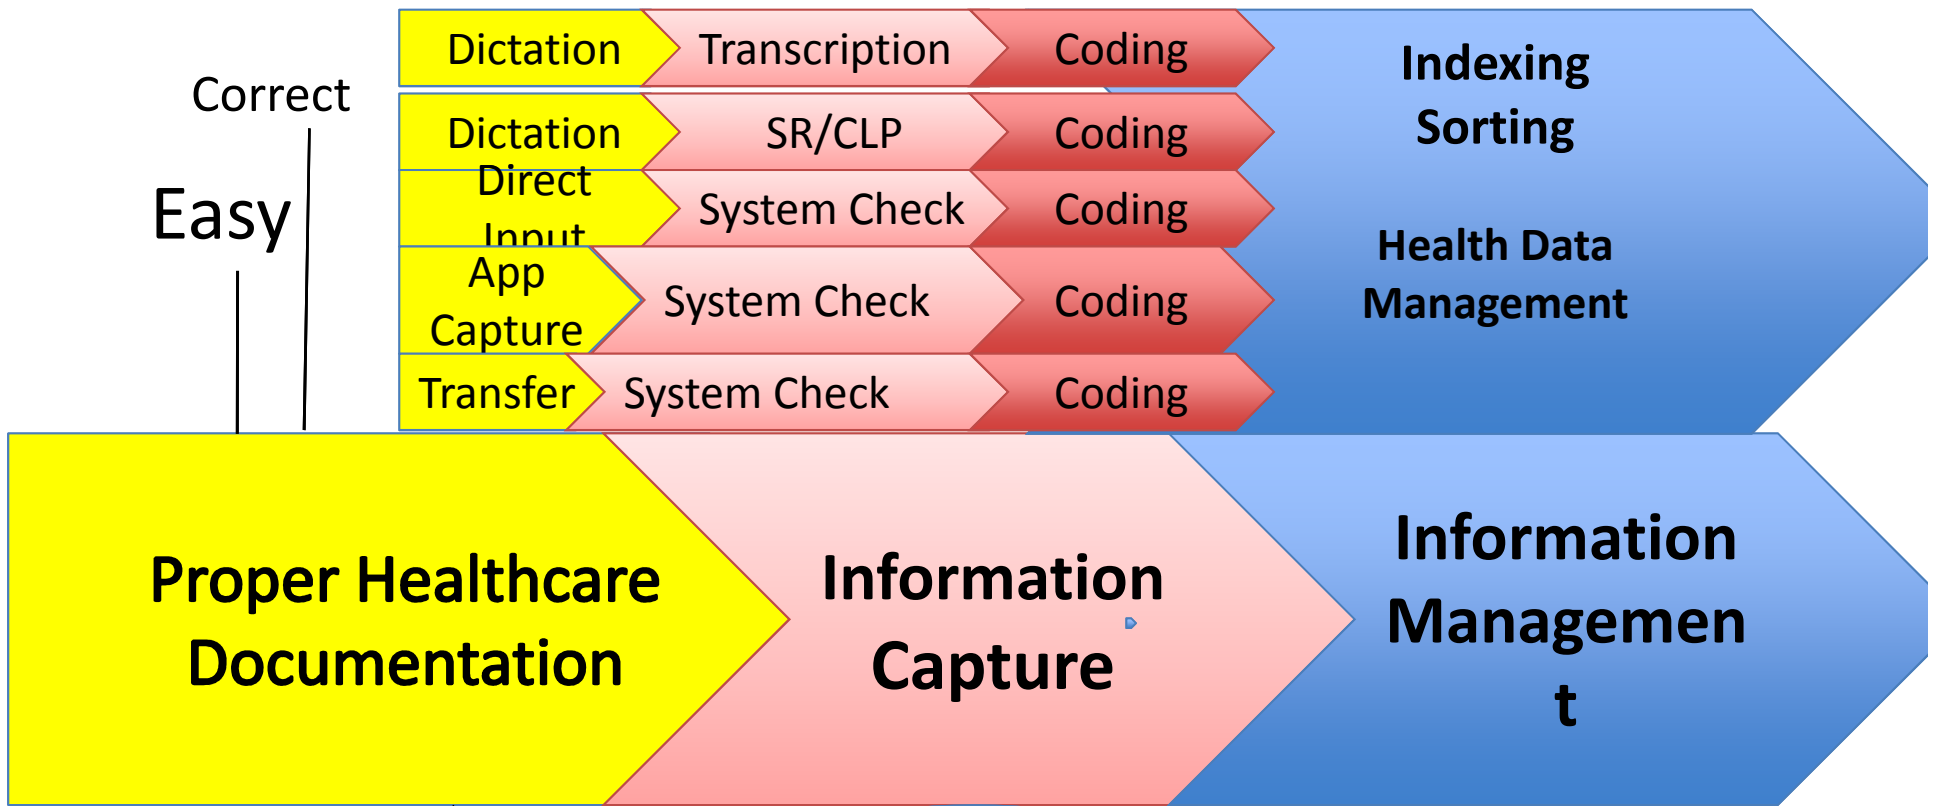 Dictation
Transcription
Coding
Indexing
Sorting
Correct
Dictation
SR/CLP
Coding
Easy
Direct
Input
System Check
Coding
Health Data
Management
App
Capture
System Check
Coding
Transfer
System Check
Coding
Proper Healthcare
Documentation
Information
Capture
Information
Managemen
t